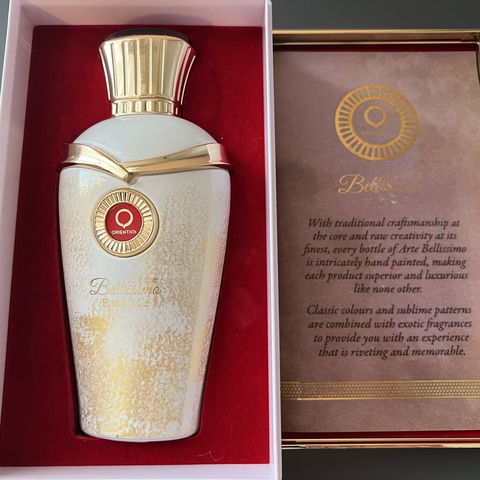 ORIENTICA
Bellissimo
ORIENTICA
Bellissimo
With traditional craftsmanship at
the core and raw creativity at its
finest, every bottle of Arte Bellissimo
is intricately hand painted, making
each product superior and luxurious
like none other.
Classic colours and sublime patterns
are combined with exotic fragrances
to provide you with an experience
that is riveting and memorable.